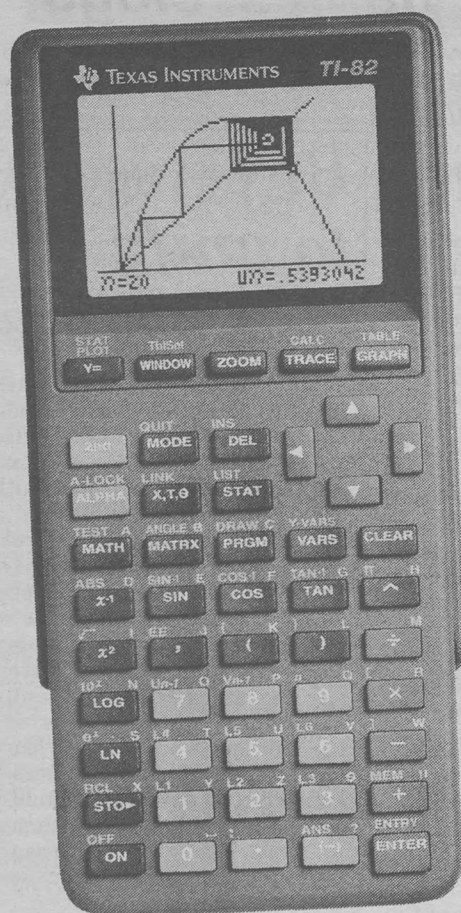 TEXAS INSTRUMENTS TI-82
n=20 Un=.5393042
STAT PLOT TblSet CALC TABLE
Y= WINDOW ZOOM TRACE GRAPH
QUIT INS
2nd MODE DEL
A-LOCK LINK LIST
ALPHA X,T,θ STAT
TEST A ANGLE B DRAW C Y-VARS
MATH MATRX PRGM VARS CLEAR
ABS D SIN-1 E COS-1 F TAN-1 G π H
x-1 SIN COS TAN ^
√ I EE J { K } L M
x² , ( ) ÷
10ˣ N Un-1 O Vn-1 P n Q [ R
LOG 7 8 9 ×
eˣ S L4 T L5 U L6 V ] W
LN 4 5 6 −
RCL X L1 Y L2 Z L3 θ MEM "
STO► 1 2 3 +
OFF ␣ : ANS ? ENTRY
ON 0 . (−) ENTER